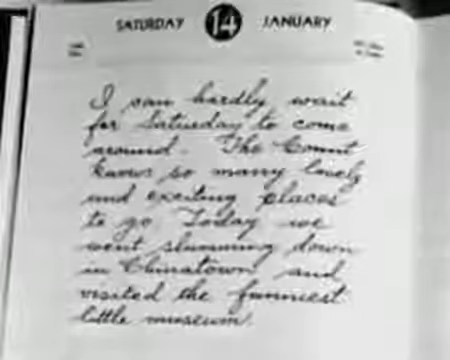 SATURDAY 14 JANUARY
I can hardly wait
for Saturday to come
around. The Count
knows so many lovely
and exciting places
to go. Today we
went slumming down
in Chinatown and
visited the funniest
little museum.